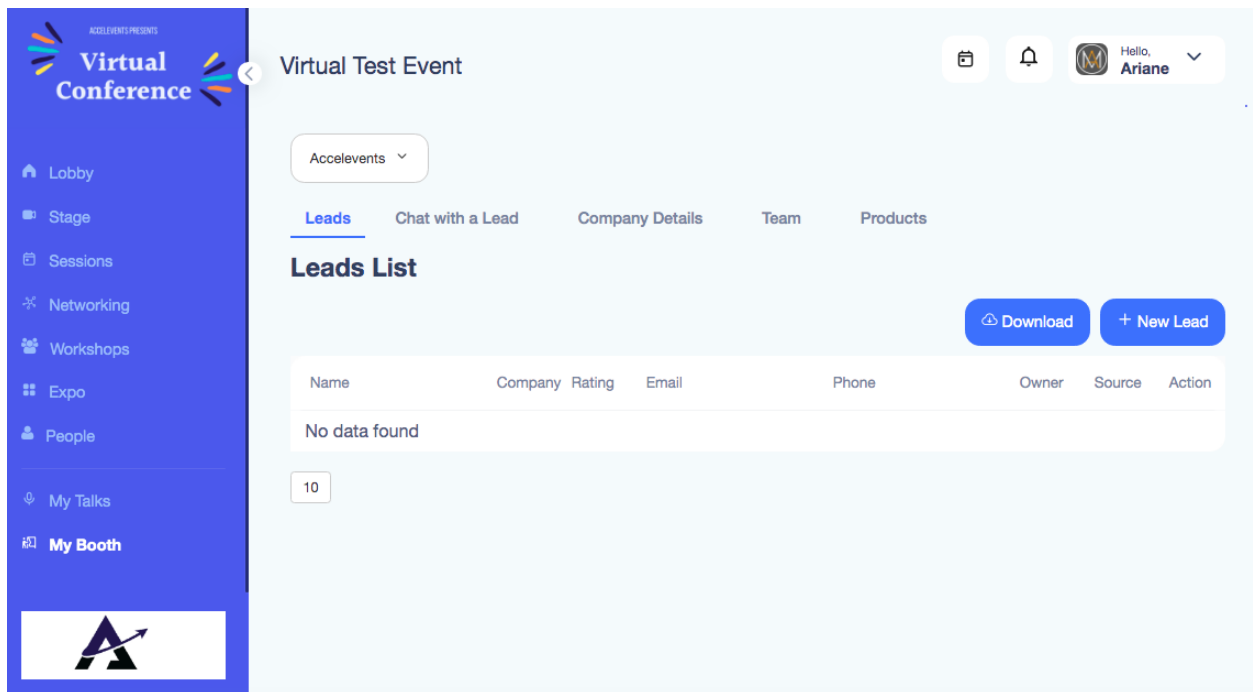 ACCELEVENTS PRESENTS
Virtual
Conference
Lobby
Stage
Sessions
Networking
Workshops
Expo
People
My Talks
My Booth
Virtual Test Event
Hello,
Ariane
Accelevents
Leads Chat with a Lead Company Details Team Products
Leads List
Download + New Lead
Name Company Rating Email Phone Owner Source Action
No data found
10